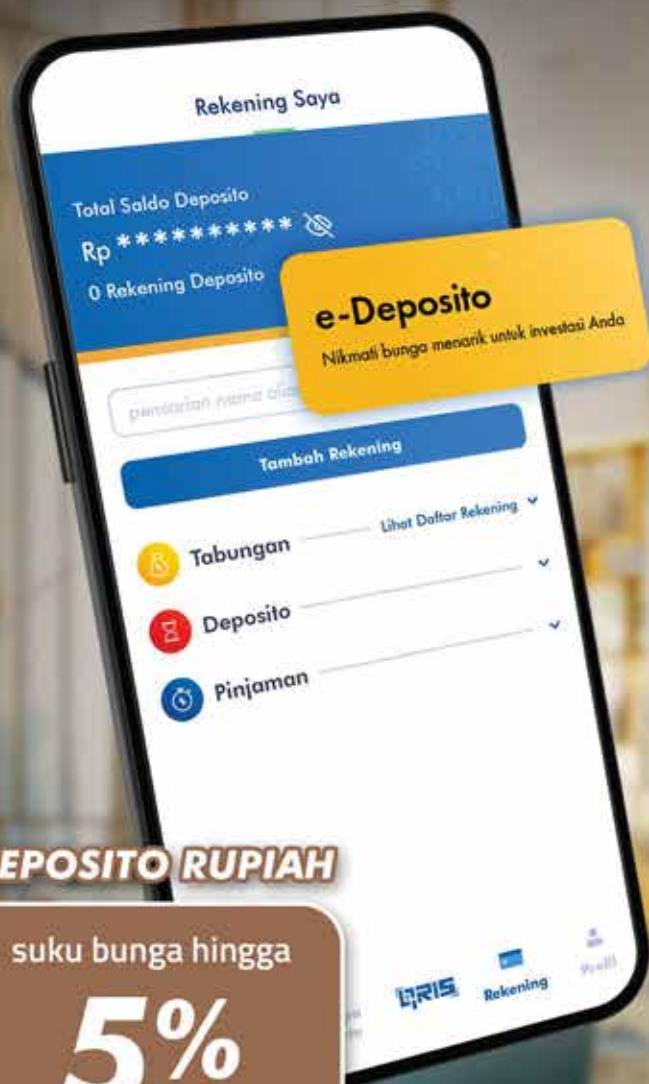 Rekening Saya
Total Saldo Deposito
Rp **********
0 Rekening Deposito
e-Deposito
Nikmati bunga menarik untuk investasi Anda
Tambah Rekening
Tabungan
Lihat Daftar Rekening
Deposito
Pinjaman
EPOSITO RUPIAH
suku bunga hingga
5%
QRIS
Rekening
Profil